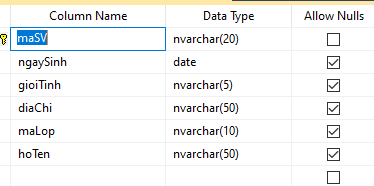 Column Name Data Type Allow Nulls
maSV nvarchar(20)
ngaySinh date
gioiTinh nvarchar(5)
diaChi nvarchar(50)
maLop nvarchar(10)
hoTen nvarchar(50)